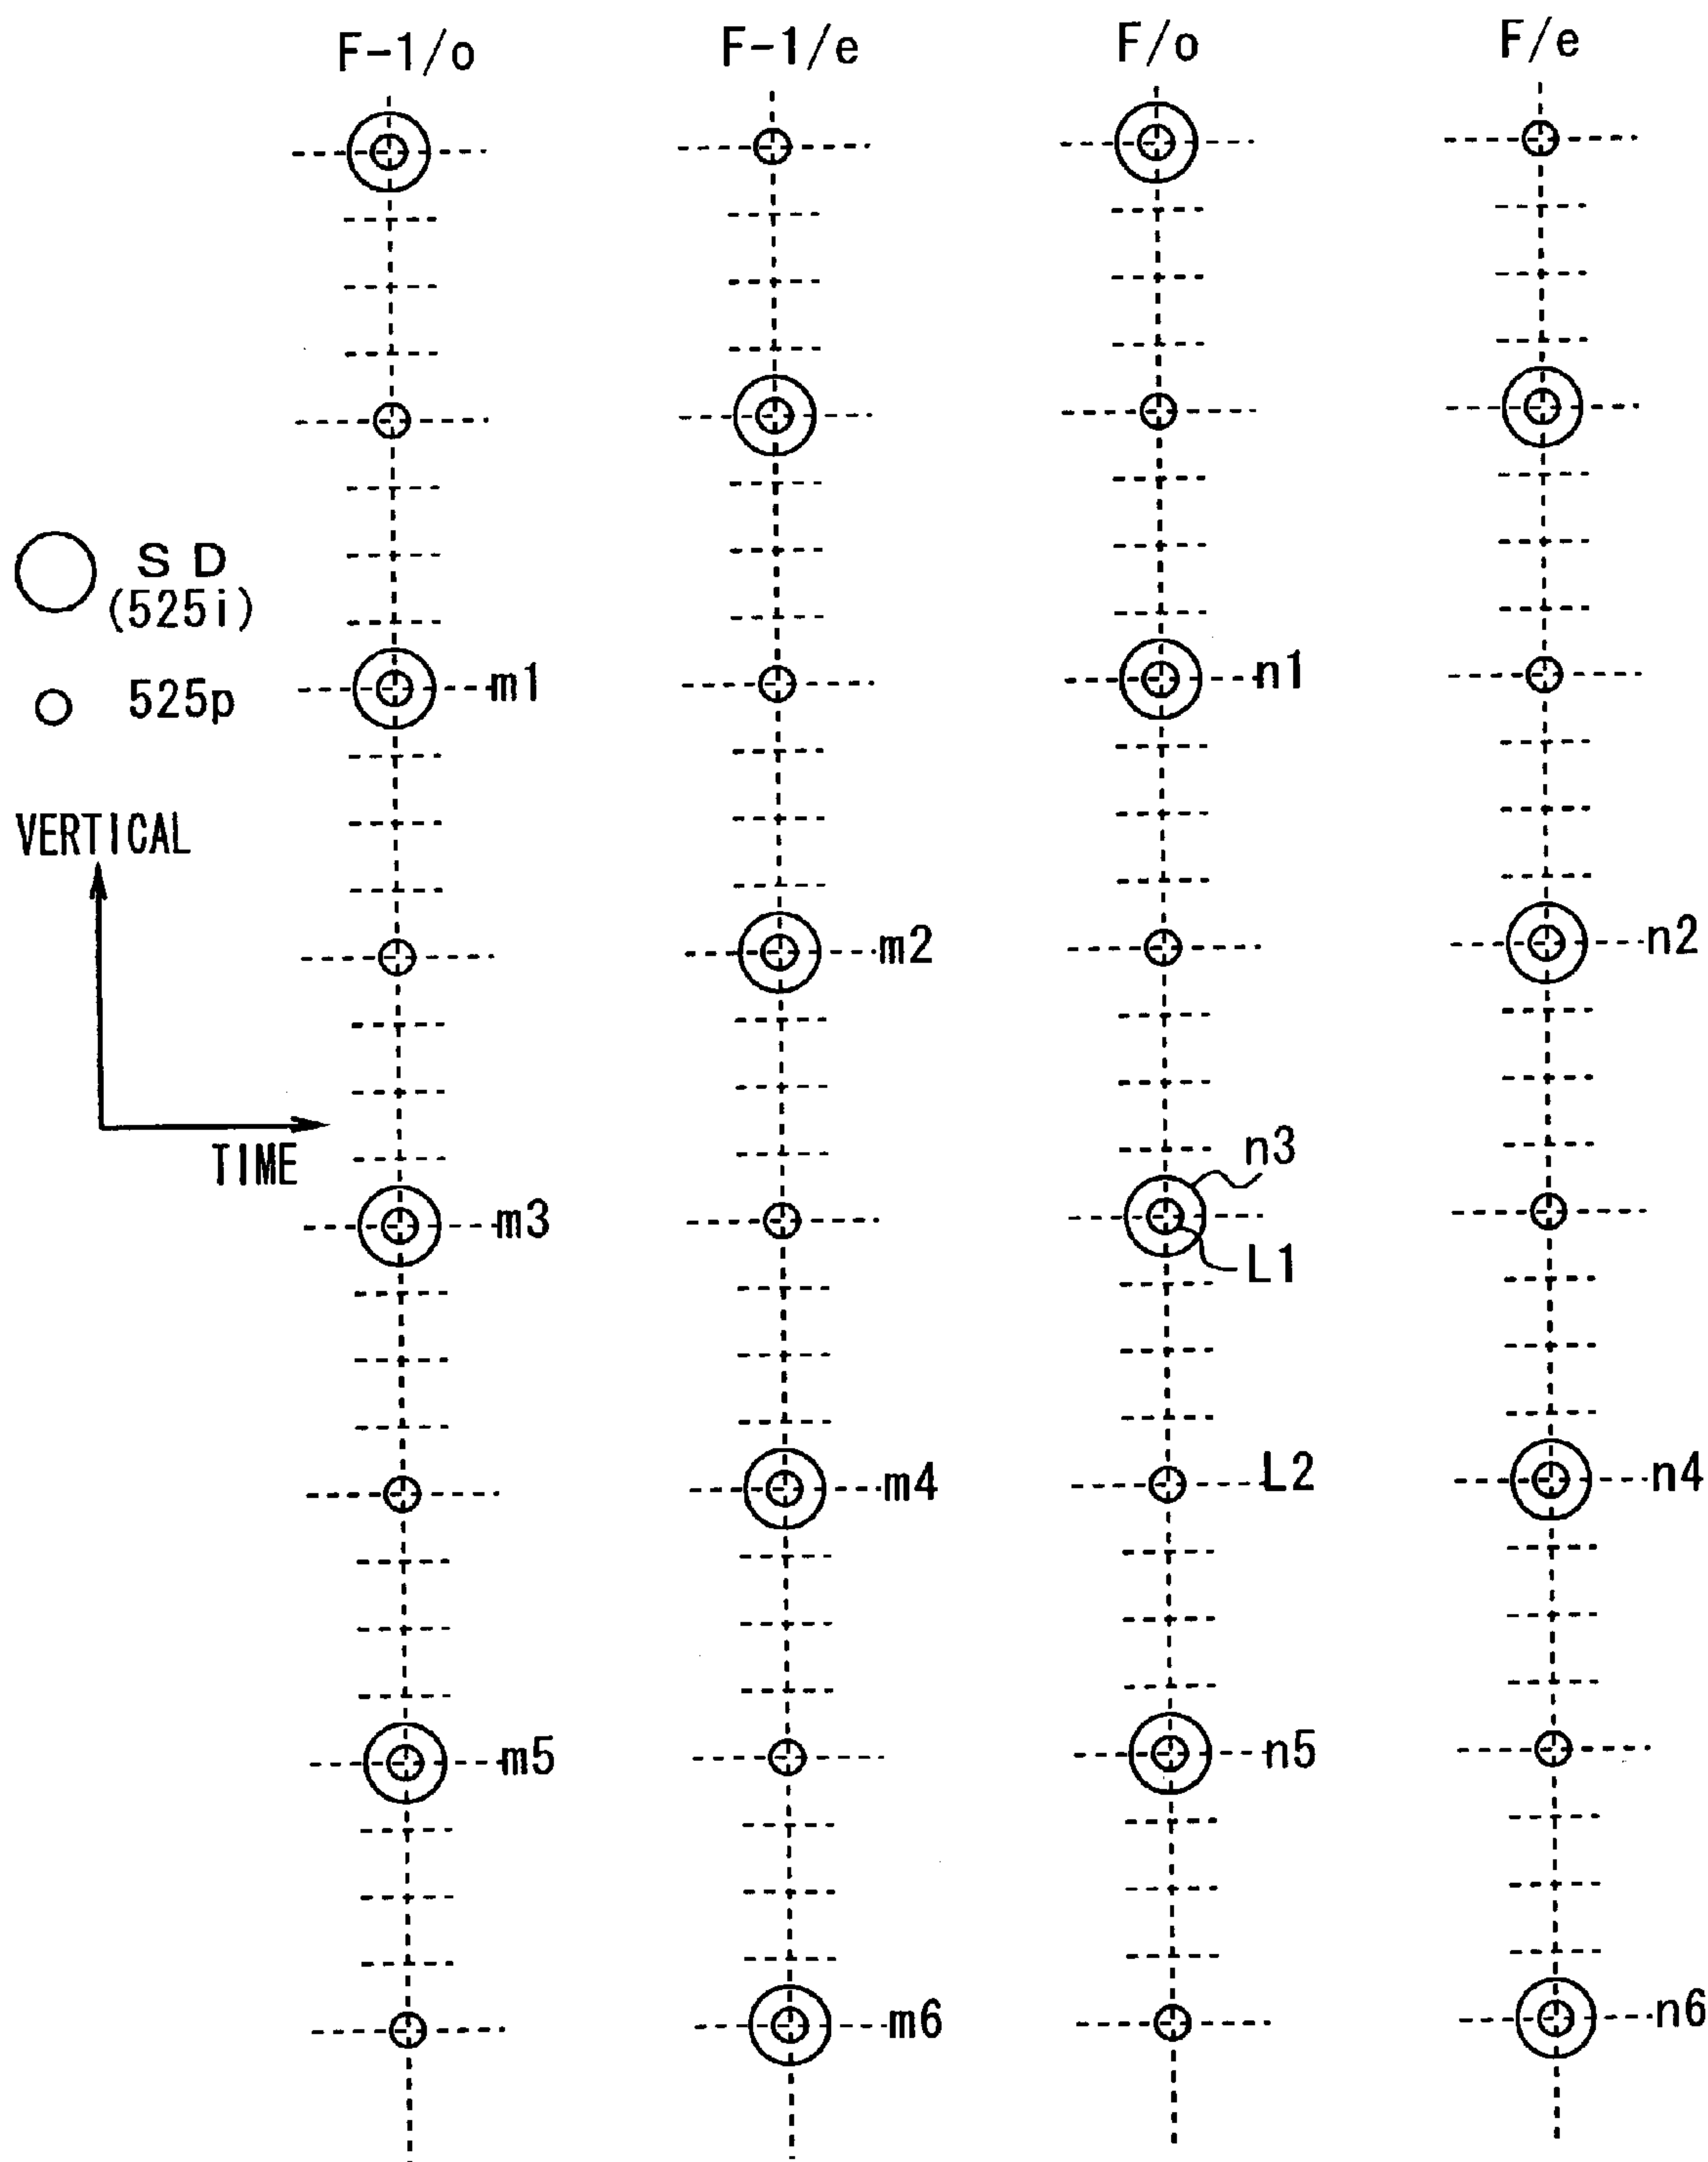 F-1/o F-1/e F/o F/e
SD
(525i)
525p
m1 n1
VERTICAL
m2 n2
TIME
n3
m3
L1
m4 L2 n4
m5 n5
m6 n6